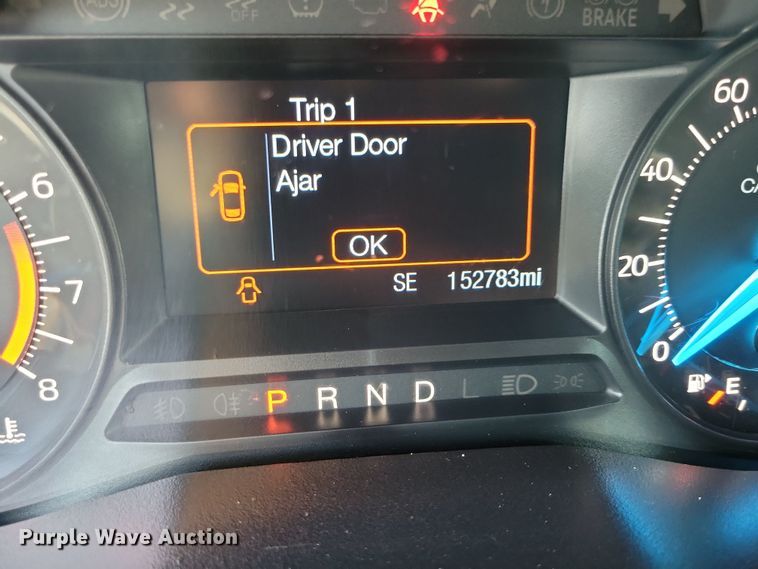 ABS OFF BRAKE
Trip 1
Driver Door
Ajar
OK
SE 152783mi
6
7
8
60
40
20
0
E
P R N D L
Purple Wave Auction®